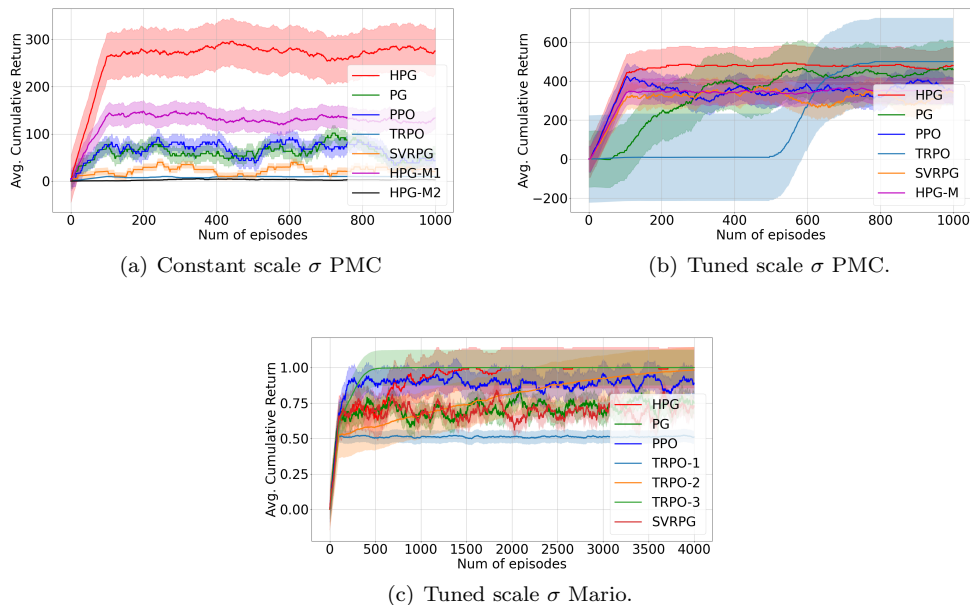 300
200
100
0
Avg. Cumulative Return
HPG
PG
PPO
TRPO
SVRPG
HPG-M1
HPG-M2
0 200 400 600 800 1000
Num of episodes
(a) Constant scale σ PMC
600
400
200
0
−200
Avg. Cumulative Return
HPG
PG
PPO
TRPO
SVRPG
HPG-M
0 200 400 600 800 1000
Num of episodes
(b) Tuned scale σ PMC.
1.00
0.75
0.50
0.25
0.00
Avg. Cumulative Return
HPG
PG
PPO
TRPO-1
TRPO-2
TRPO-3
SVRPG
0 500 1000 1500 2000 2500 3000 3500 4000
Num of episodes
(c) Tuned scale σ Mario.